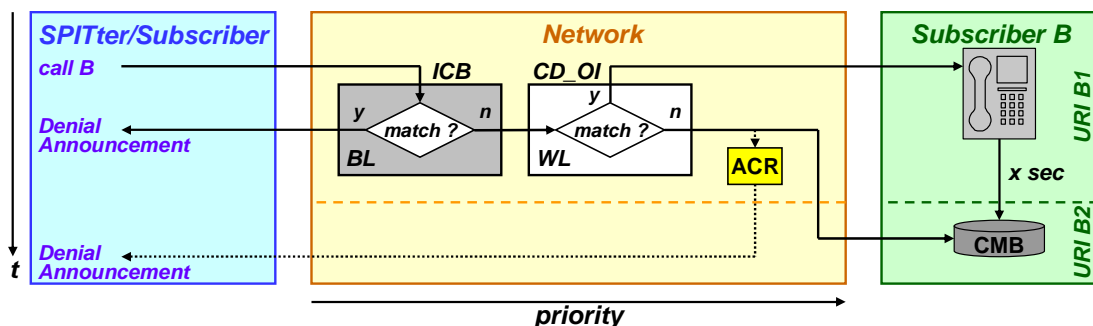 SPITter/Subscriber
Network
Subscriber B
call B
ICB
CD_OI
y
n
y
n
match ?
match ?
Denial
Announcement
BL
WL
ACR
URI B1
x sec
Denial
Announcement
CMB
URI B2
t
priority